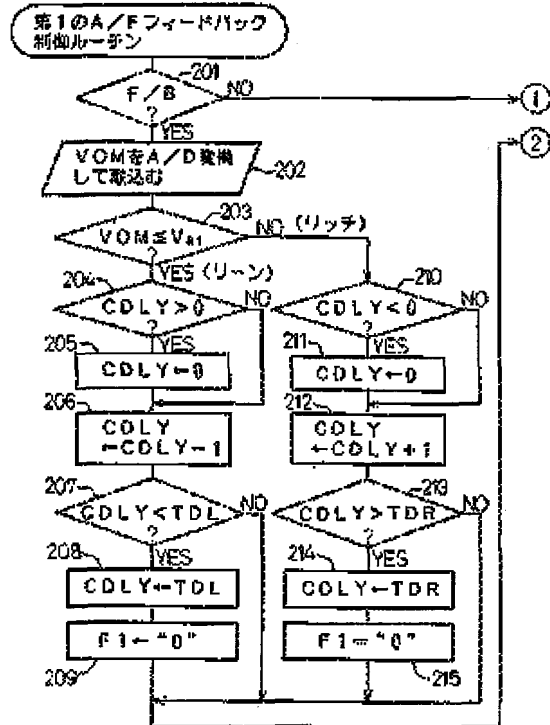 第1のA/Fフィードバック
制御ルーチン
201
F/B
?
NO
YES
①
②
VOMをA/D変換
して取込む
202
203
VOM≦VR1
?
NO (リッチ)
YES (リーン)
204
CDLY>0
?
NO
YES
205
CDLY←0
206
CDLY
←CDLY-1
207
CDLY<TDL
?
NO
YES
208
CDLY←TDL
F1←"0"
209
210
CDLY<0
?
NO
YES
211
CDLY←0
212
CDLY
←CDLY+1
213
CDLY>TDR
?
NO
YES
214
CDLY←TDR
F1="0"
215